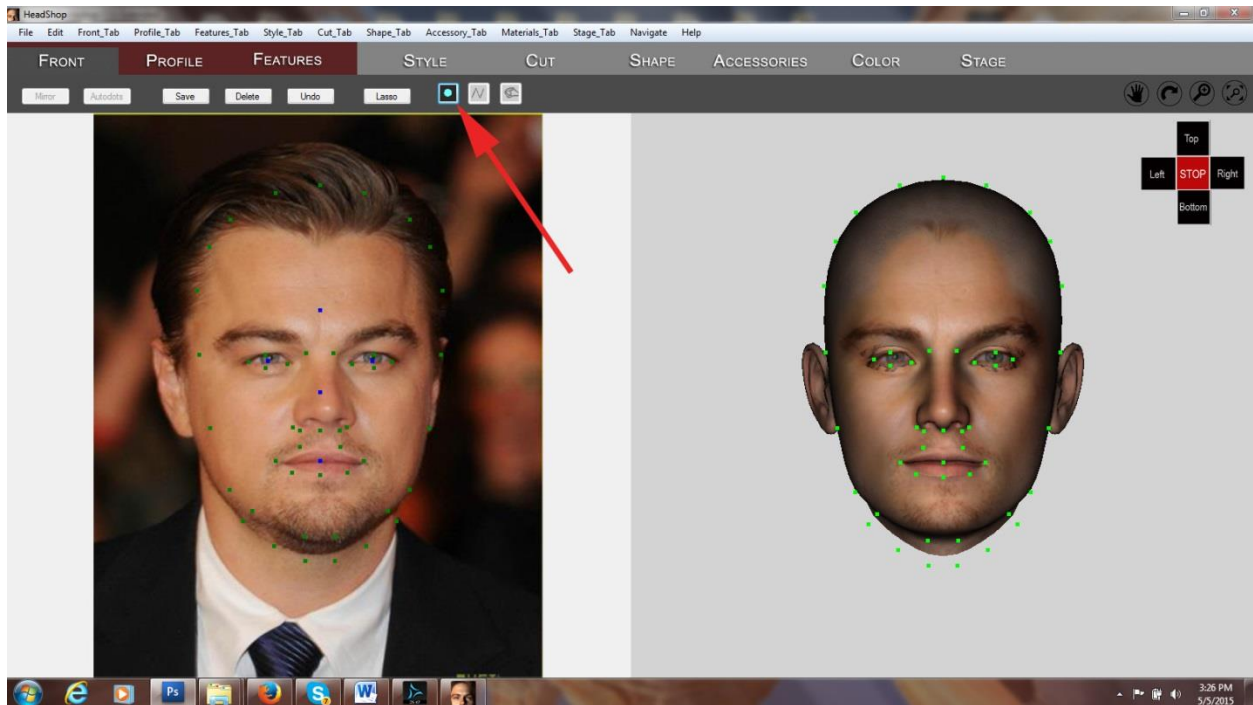 HeadShop
File Edit Front_Tab Profile_Tab Features_Tab Style_Tab Cut_Tab Shape_Tab Accessory_Tab Materials_Tab Stage_Tab Navigate Help
FRONT PROFILE FEATURES STYLE CUT SHAPE ACCESSORIES COLOR STAGE
Mirror Autodots Save Delete Undo Lasso
Top
Left STOP Right
Bottom
Ps S W
3:26 PM
5/5/2015